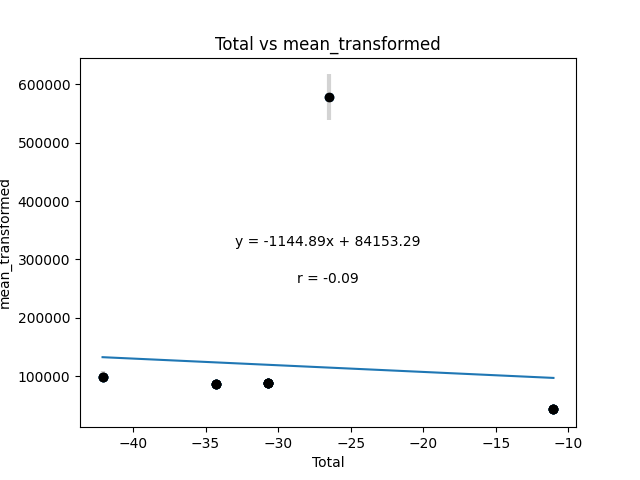 Total vs mean_transformed
600000
500000
400000
300000
200000
100000
mean_transformed
y = -1144.89x + 84153.29
r = -0.09
−40 −35 −30 −25 −20 −15 −10
Total